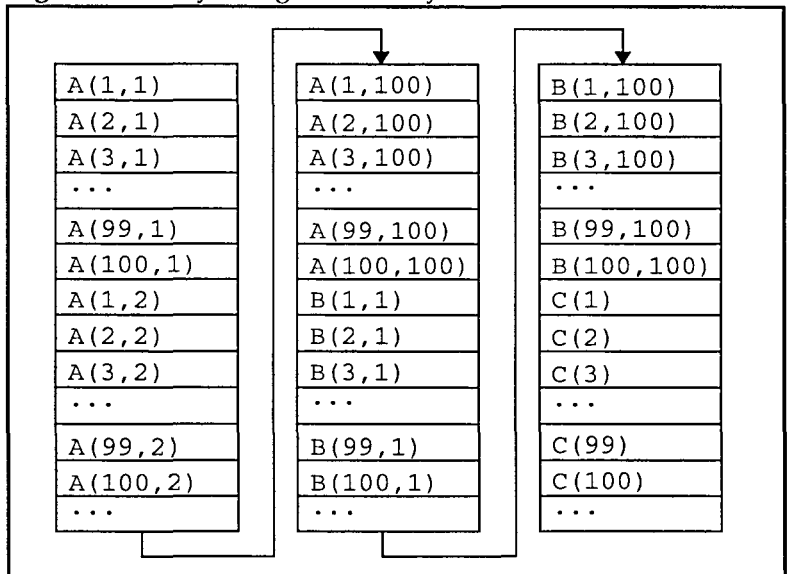 A(1,1)
A(2,1)
A(3,1)
...
A(99,1)
A(100,1)
A(1,2)
A(2,2)
A(3,2)
...
A(99,2)
A(100,2)
...
A(1,100)
A(2,100)
A(3,100)
...
A(99,100)
A(100,100)
B(1,1)
B(2,1)
B(3,1)
...
B(99,1)
B(100,1)
...
B(1,100)
B(2,100)
B(3,100)
...
B(99,100)
B(100,100)
C(1)
C(2)
C(3)
...
C(99)
C(100)
...